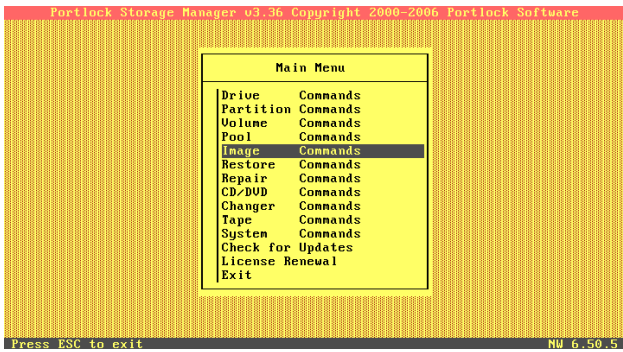 Portlock Storage Manager v3.36 Copyright 2000-2006 Portlock Software
Main Menu
Drive Commands
Partition Commands
Volume Commands
Pool Commands
Image Commands
Restore Commands
Repair Commands
CD/DVD Commands
Changer Commands
Tape Commands
System Commands
Check for Updates
License Renewal
Exit
Press ESC to exit NW 6.50.5